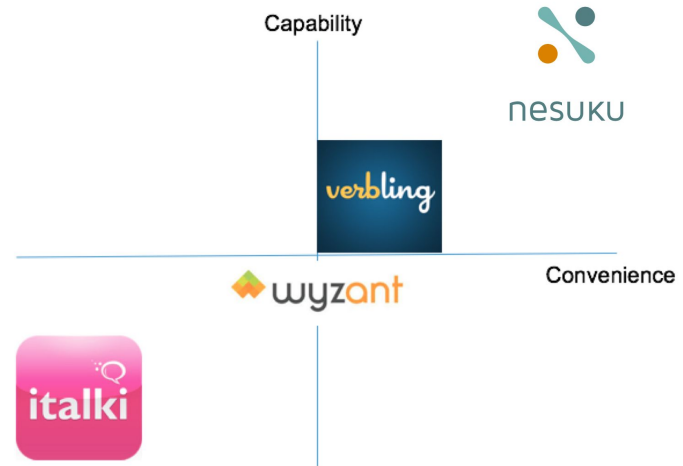 Capability
nesuku
verbling
Convenience
wyzant
italki